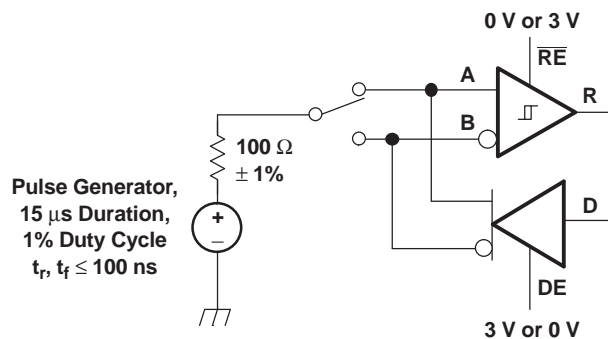 0 V or 3 V
RE
A
R
B
100 Ω
± 1%
Pulse Generator,
15 μs Duration,
1% Duty Cycle
tr, tf ≤ 100 ns
+
–
D
DE
3 V or 0 V